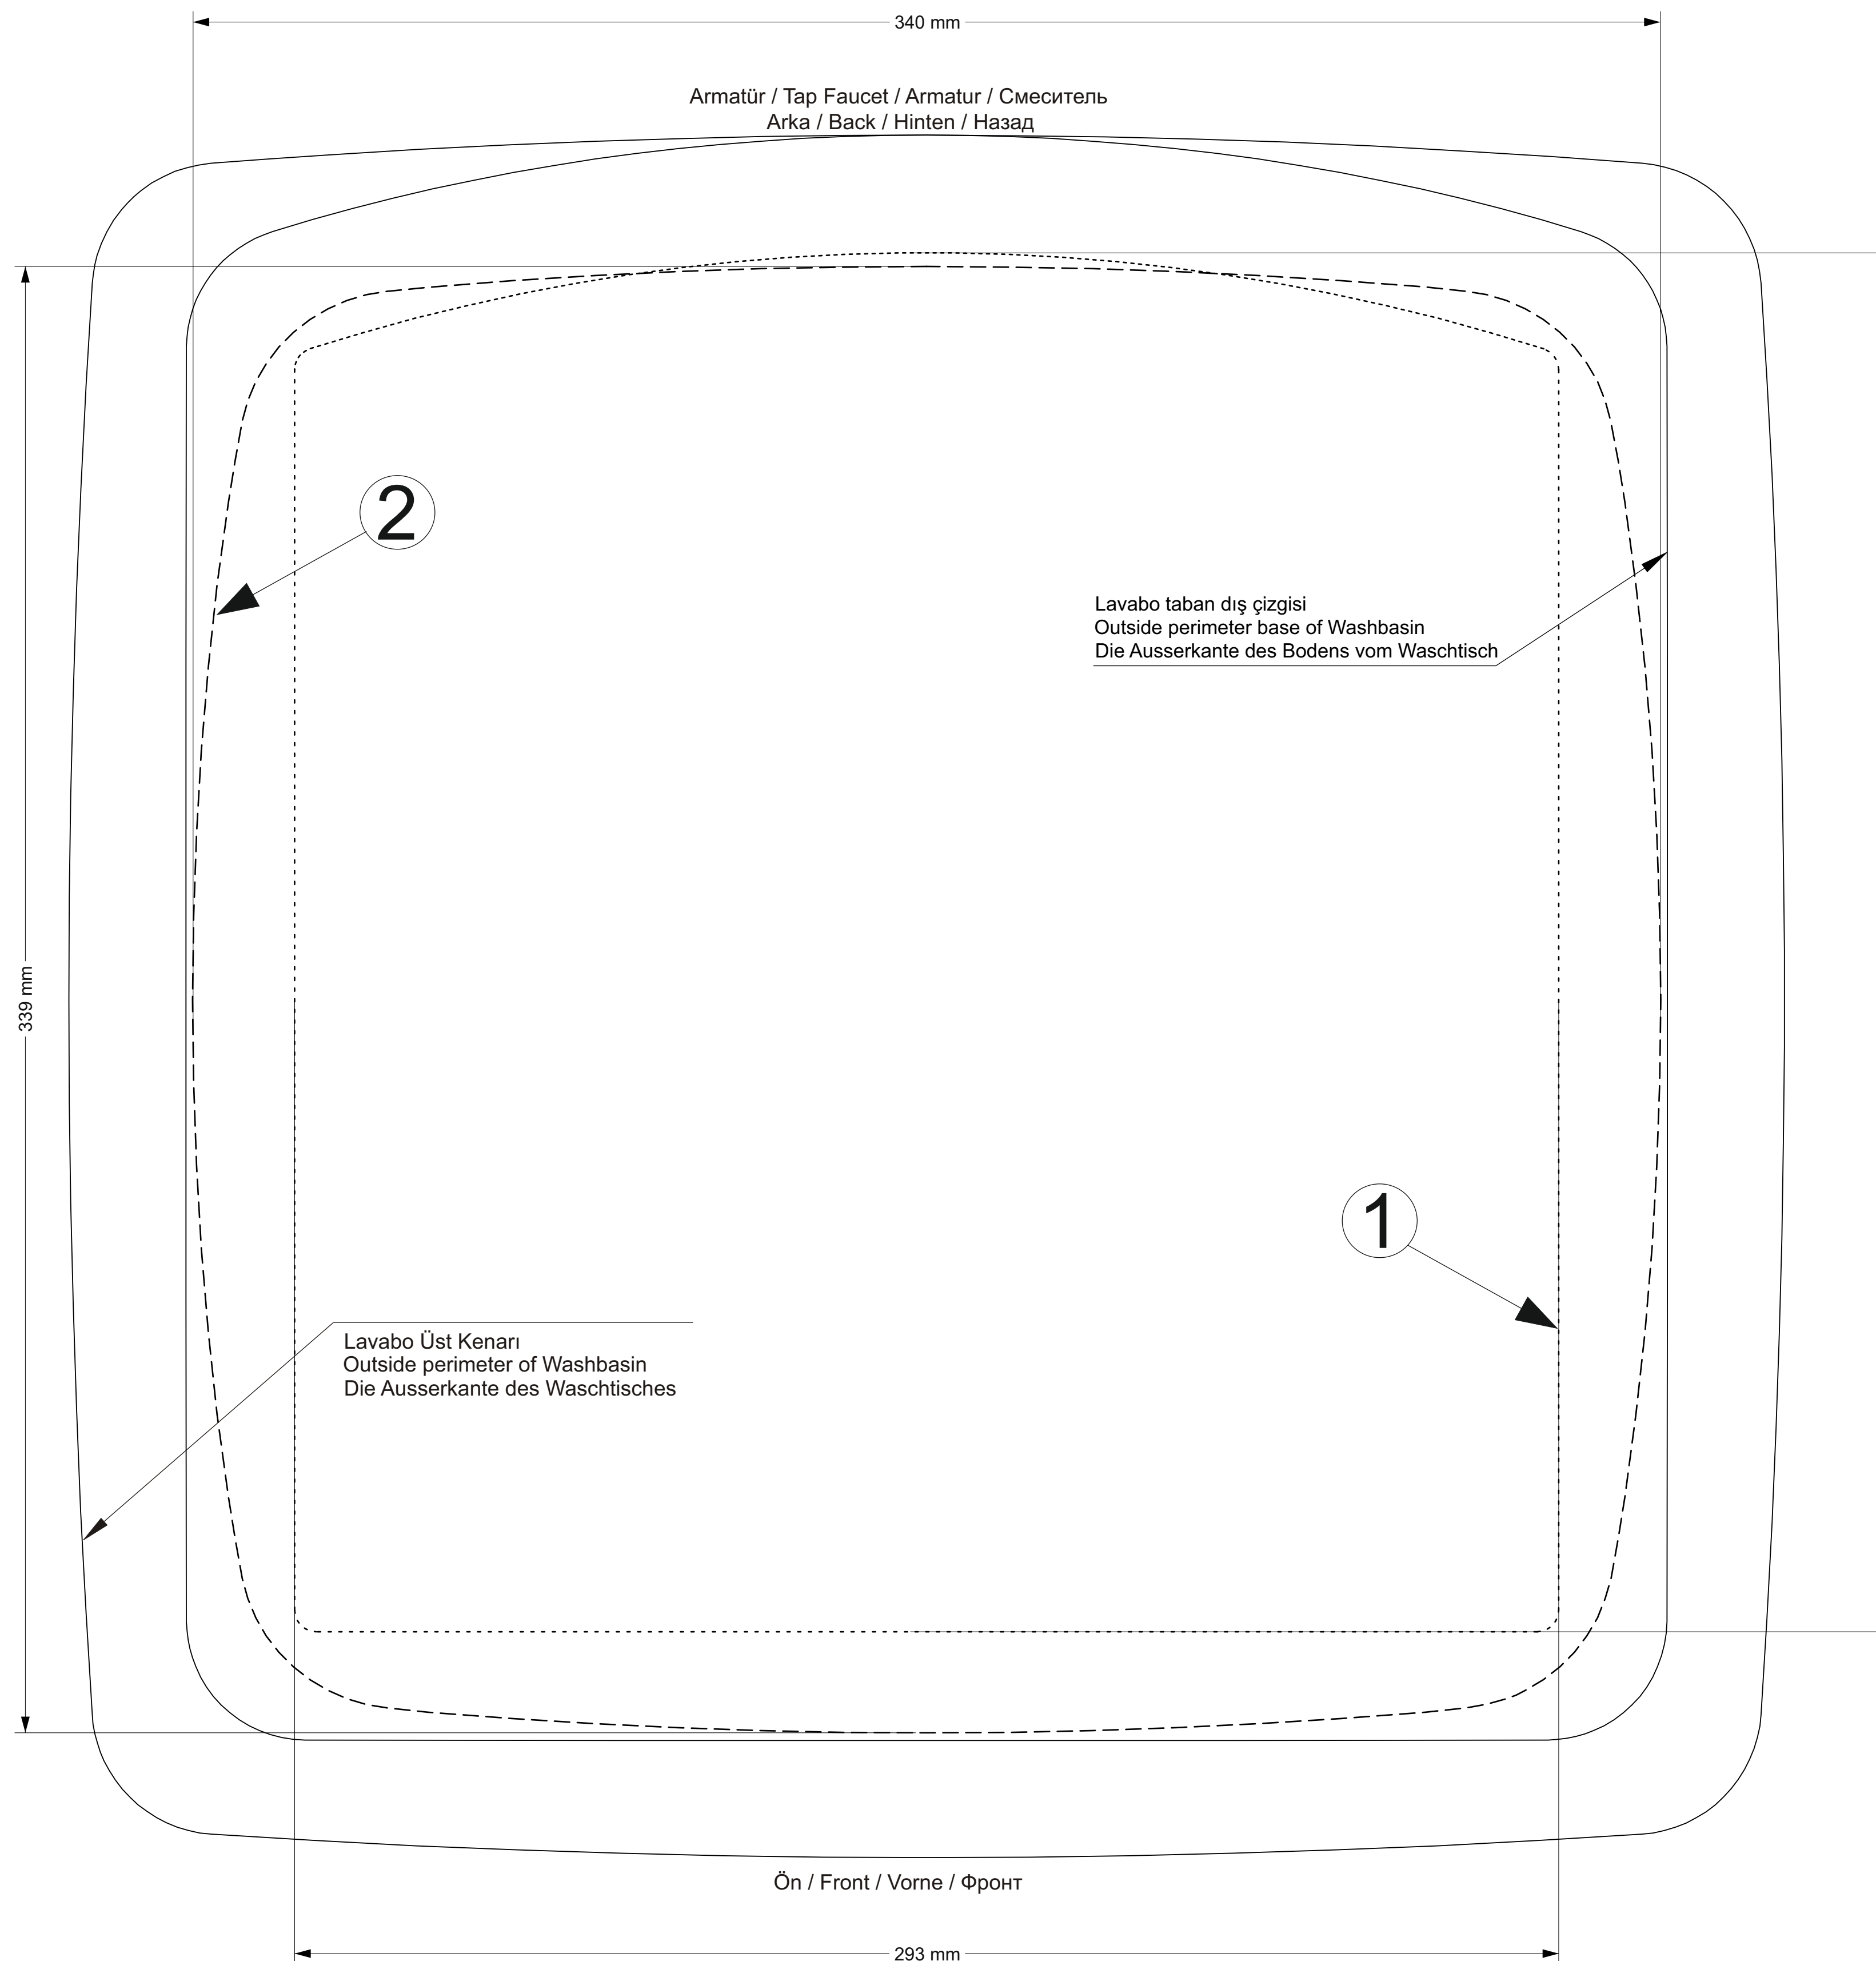 340 mm
Armatür / Tap Faucet / Armatur / Смеситель
Arka / Back / Hinten / Назад
2
Lavabo taban dış çizgisi
Outside perimeter base of Washbasin
Die Ausserkante des Bodens vom Waschtisch
339 mm
1
Lavabo Üst Kenarı
Outside perimeter of Washbasin
Die Ausserkante des Waschtisches
Ön / Front / Vorne / Фронт
293 mm